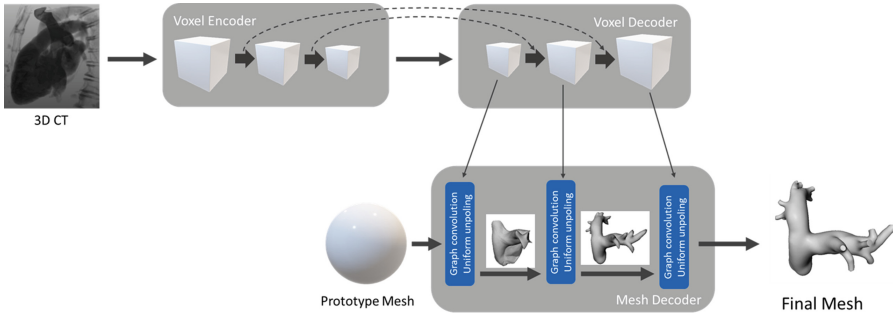 Voxel Encoder
Voxel Decoder
3D CT
Graph convolution
Uniform unpoling
Graph convolution
Uniform unpoling
Graph convolution
Uniform unpoling
Prototype Mesh
Mesh Decoder
Final Mesh